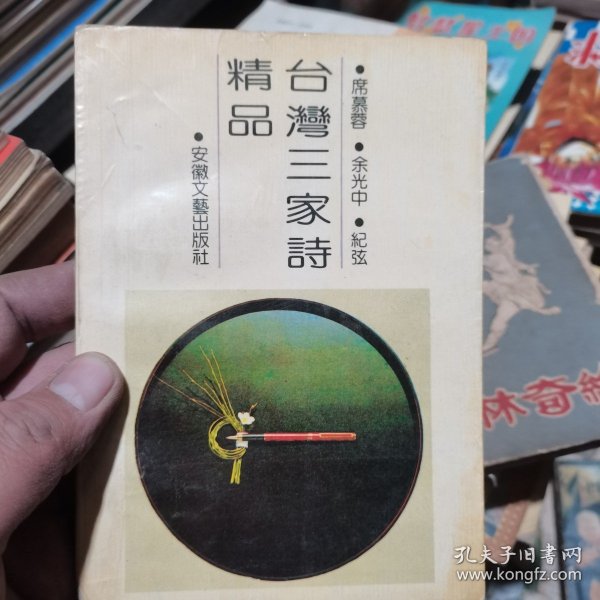 ●席慕蓉 ●余光中 ●紀弦
台灣三家詩
精品
●安徽文藝出版社
孔夫子旧書网
www.kongfz.com